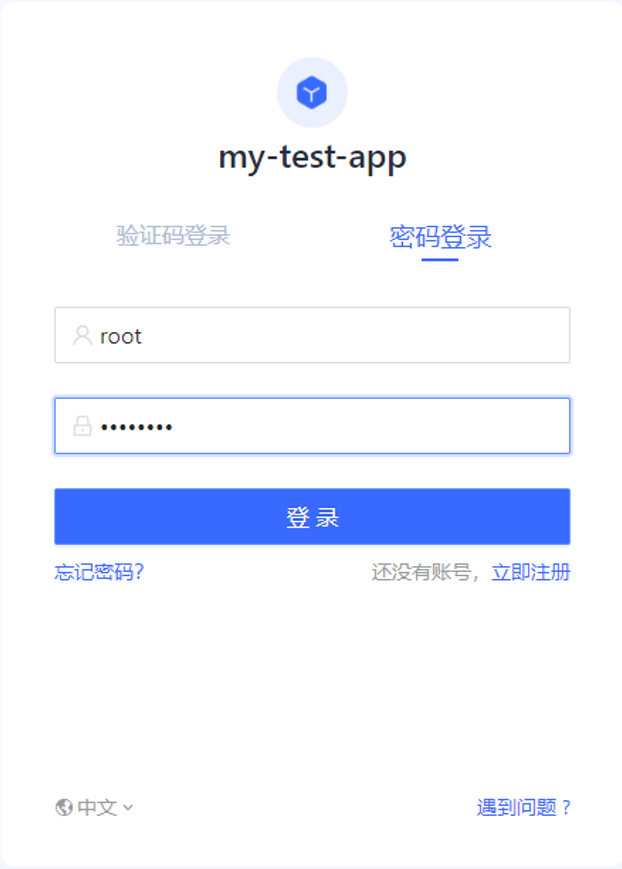 my-test-app
验证码登录 密码登录
root
••••••••
登 录
忘记密码? 还没有账号，立即注册
中文 遇到问题？